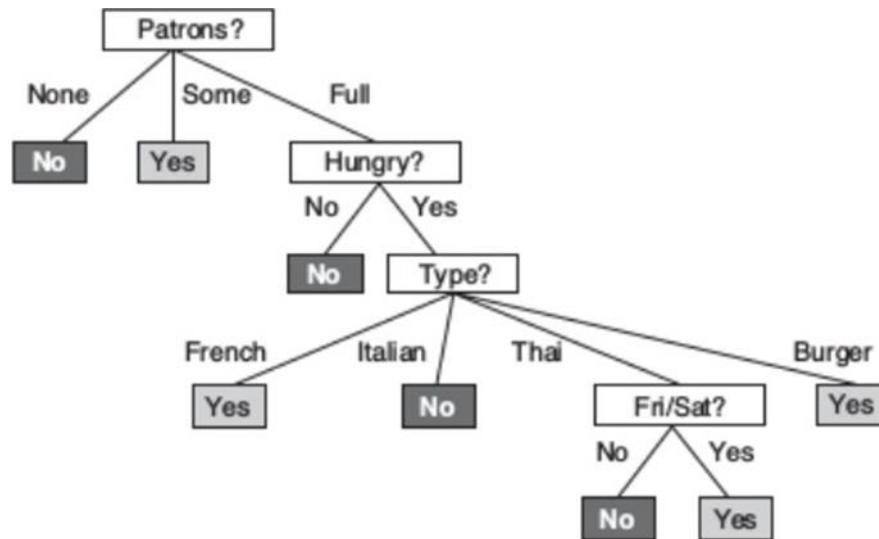 Patrons?
None Some Full
No Yes Hungry?
No Yes
No Type?
French Italian Thai Burger
Yes No Fri/Sat? Yes
No Yes
No Yes